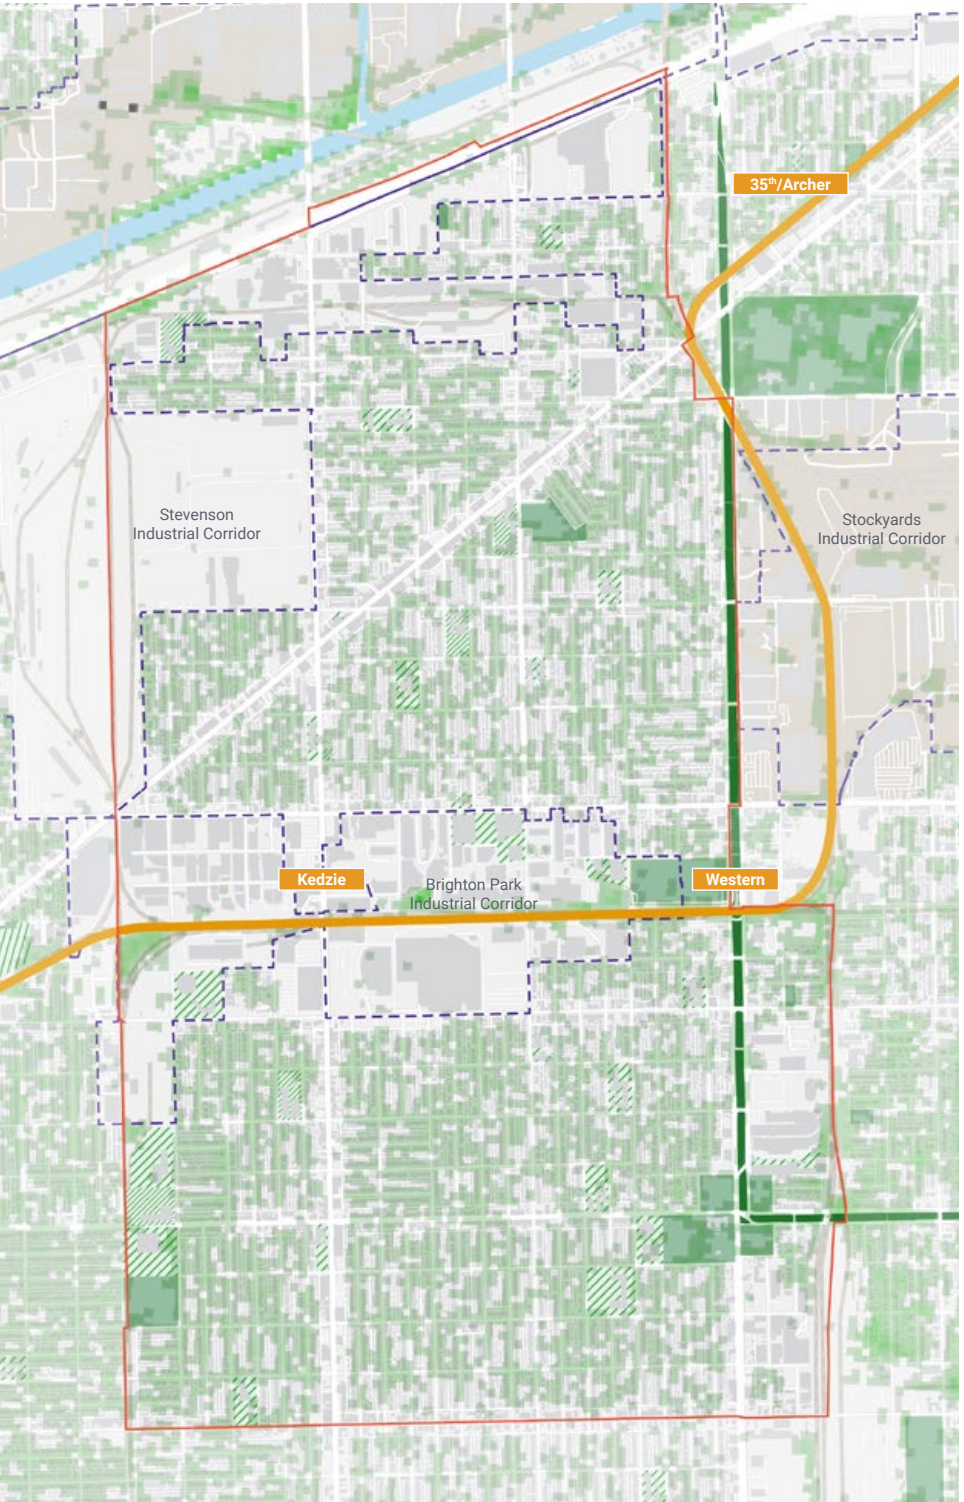 35th/Archer
Stevenson
Industrial Corridor
Stockyards
Industrial Corridor
Kedzie
Brighton Park
Industrial Corridor
Western